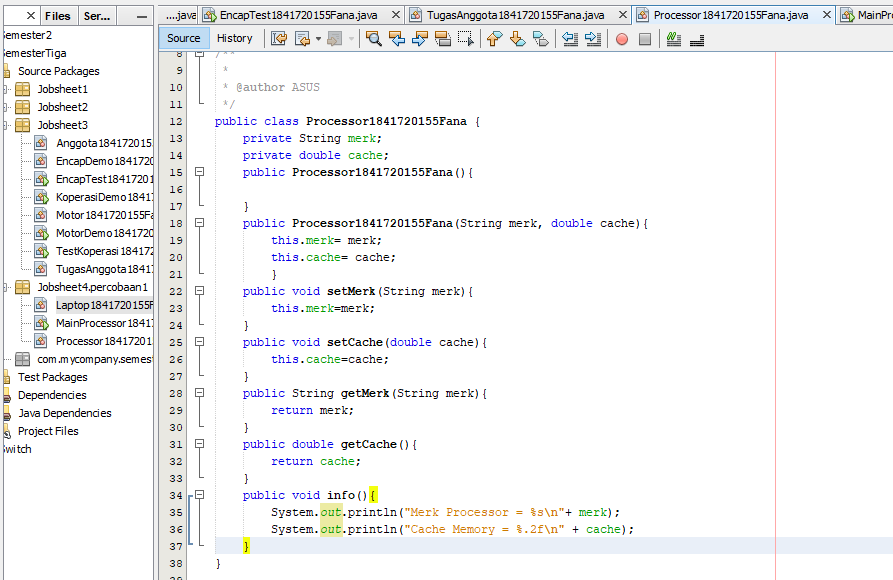 Files
Ser...
....java
EncapTest1841720155Fana.java
TugasAnggota1841720155Fana.java
Processor1841720155Fana.java
MainPr
Source
History
emester2
emesterTiga
Source Packages
Jobsheet1
Jobsheet2
Jobsheet3
Anggota184172015
EncapDemo184172
EncapTest1841720
KoperasiDemo1841
Motor1841720155Fa
MotorDemo184172
TestKoperasi184172
TugasAnggota1841
Jobsheet4.percobaan1
Laptop1841720155F
MainProcessor1841
Processor18417201
com.mycompany.semest
Test Packages
Dependencies
Java Dependencies
Project Files
witch
8 /**
9 *
10 * @author ASUS
11 */
12 public class Processor1841720155Fana {
13 private String merk;
14 private double cache;
15 public Processor1841720155Fana(){
16
17 }
18 public Processor1841720155Fana(String merk, double cache){
19 this.merk= merk;
20 this.cache= cache;
21 }
22 public void setMerk(String merk){
23 this.merk=merk;
24 }
25 public void setCache(double cache){
26 this.cache=cache;
27 }
28 public String getMerk(String merk){
29 return merk;
30 }
31 public double getCache(){
32 return cache;
33 }
34 public void info(){
35 System.out.println("Merk Processor = %s\n"+ merk);
36 System.out.println("Cache Memory = %.2f\n" + cache);
37 }
38 }